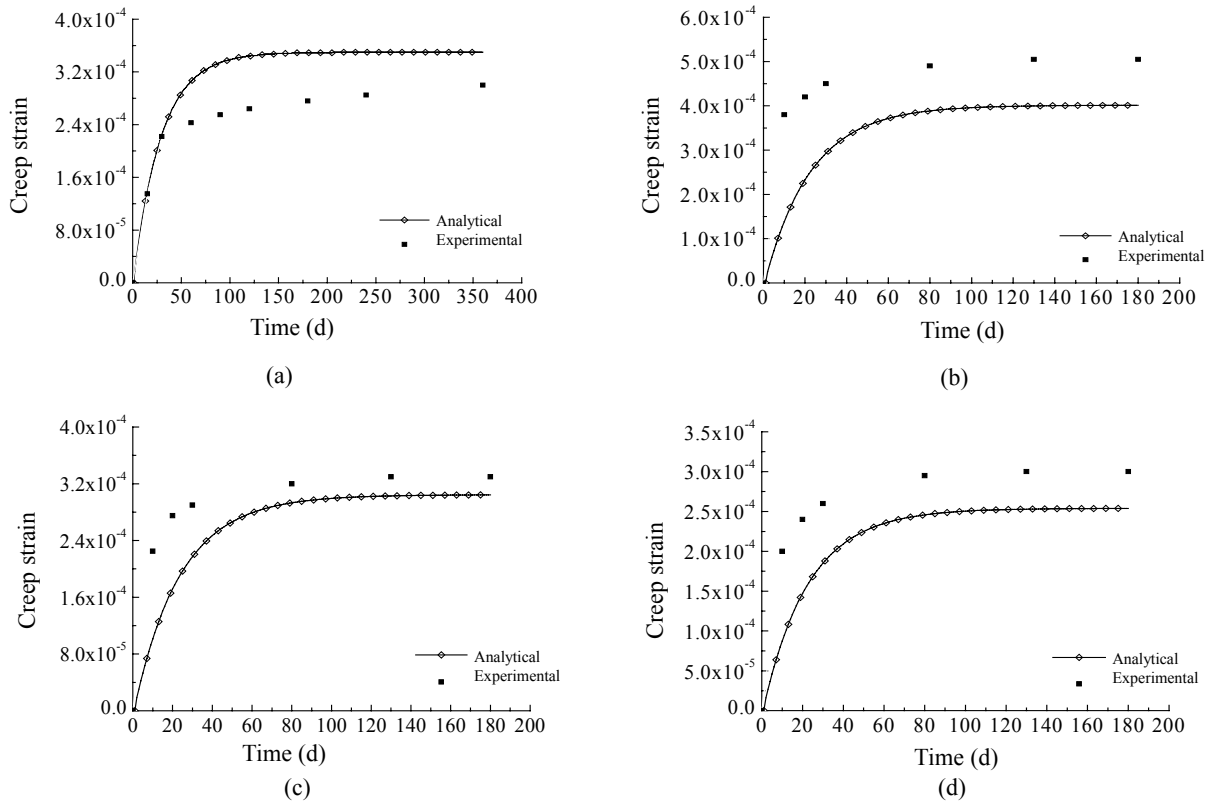 4.0x10⁻⁴
3.2x10⁻⁴
2.4x10⁻⁴
1.6x10⁻⁴
8.0x10⁻⁵
0.0
0 50 100 150 200 250 300 350 400
Creep strain
Time (d)
Analytical
Experimental
(a)
6.0x10⁻⁴
5.0x10⁻⁴
4.0x10⁻⁴
3.0x10⁻⁴
2.0x10⁻⁴
1.0x10⁻⁴
0.0
0 20 40 60 80 100 120 140 160 180 200
Creep strain
Time (d)
Analytical
Experimental
(b)
4.0x10⁻⁴
3.2x10⁻⁴
2.4x10⁻⁴
1.6x10⁻⁴
8.0x10⁻⁵
0.0
0 20 40 60 80 100 120 140 160 180 200
Creep strain
Time (d)
Analytical
Experimental
(c)
3.5x10⁻⁴
3.0x10⁻⁴
2.5x10⁻⁴
2.0x10⁻⁴
1.5x10⁻⁴
1.0x10⁻⁴
5.0x10⁻⁵
0.0
0 20 40 60 80 100 120 140 160 180 200
Creep strain
Time (d)
Analytical
Experimental
(d)